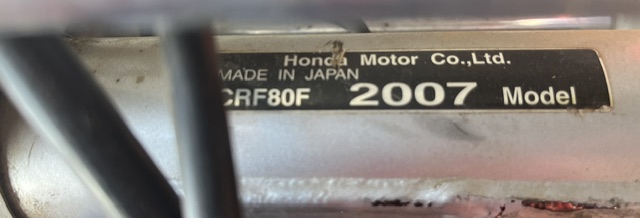 Honda Motor Co.,Ltd.
MADE IN JAPAN
CRF80F 2007 Model